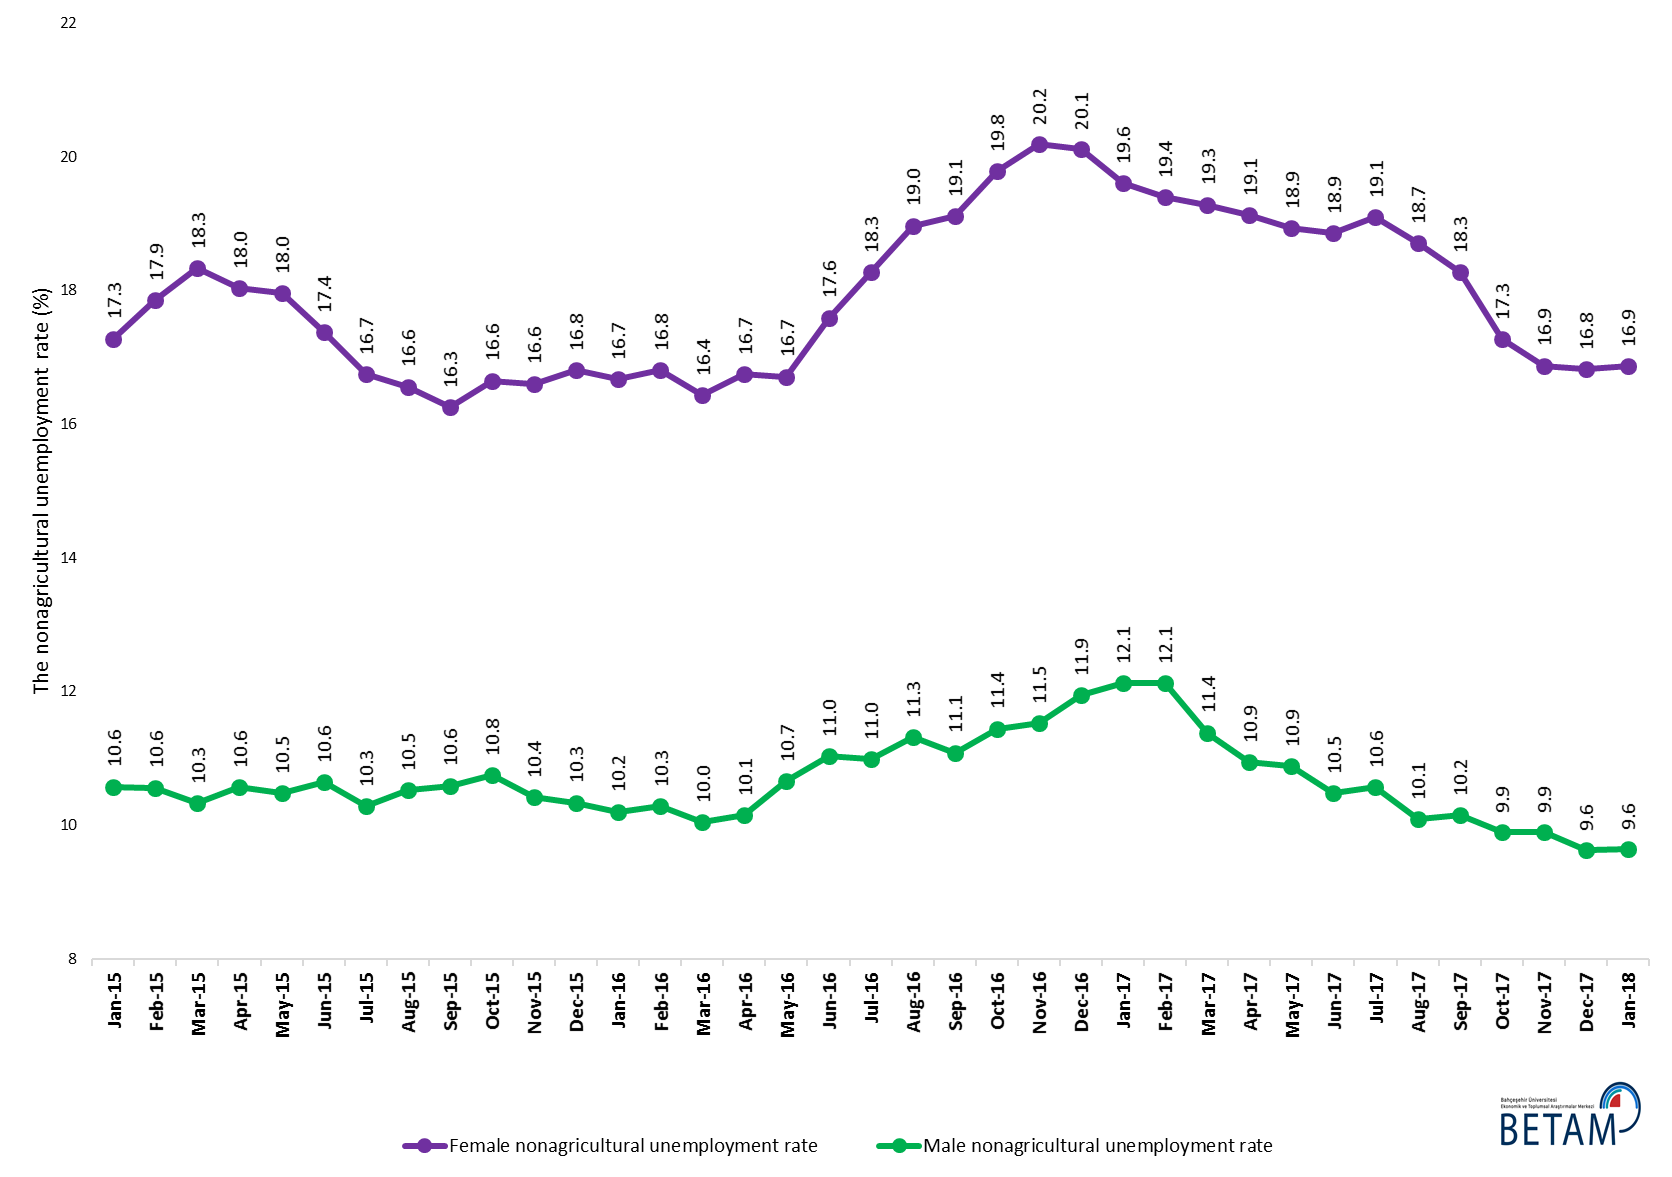 22
20
18
16
14
12
10
8
The nonagricultural unemployment rate (%)
17.3 17.9 18.3 18.0 18.0 17.4 16.7 16.6 16.3 16.6 16.6 16.8 16.7 16.8 16.4 16.7 16.7 17.6 18.3 19.0 19.1 19.8 20.2 20.1 19.6 19.4 19.3 19.1 18.9 18.9 19.1 18.7 18.3 17.3 16.9 16.8 16.9
10.6 10.6 10.3 10.6 10.5 10.6 10.3 10.5 10.6 10.8 10.4 10.3 10.2 10.3 10.0 10.1 10.7 11.0 11.0 11.3 11.1 11.4 11.5 11.9 12.1 12.1 11.4 10.9 10.9 10.5 10.6 10.1 10.2 9.9 9.9 9.6 9.6
Jan-15 Feb-15 Mar-15 Apr-15 May-15 Jun-15 Jul-15 Aug-15 Sep-15 Oct-15 Nov-15 Dec-15 Jan-16 Feb-16 Mar-16 Apr-16 May-16 Jun-16 Jul-16 Aug-16 Sep-16 Oct-16 Nov-16 Dec-16 Jan-17 Feb-17 Mar-17 Apr-17 May-17 Jun-17 Jul-17 Aug-17 Sep-17 Oct-17 Nov-17 Dec-17 Jan-18
Female nonagricultural unemployment rate Male nonagricultural unemployment rate
Bahçeşehir Üniversitesi
Ekonomik ve Toplumsal Araştırmalar Merkezi
BETAM